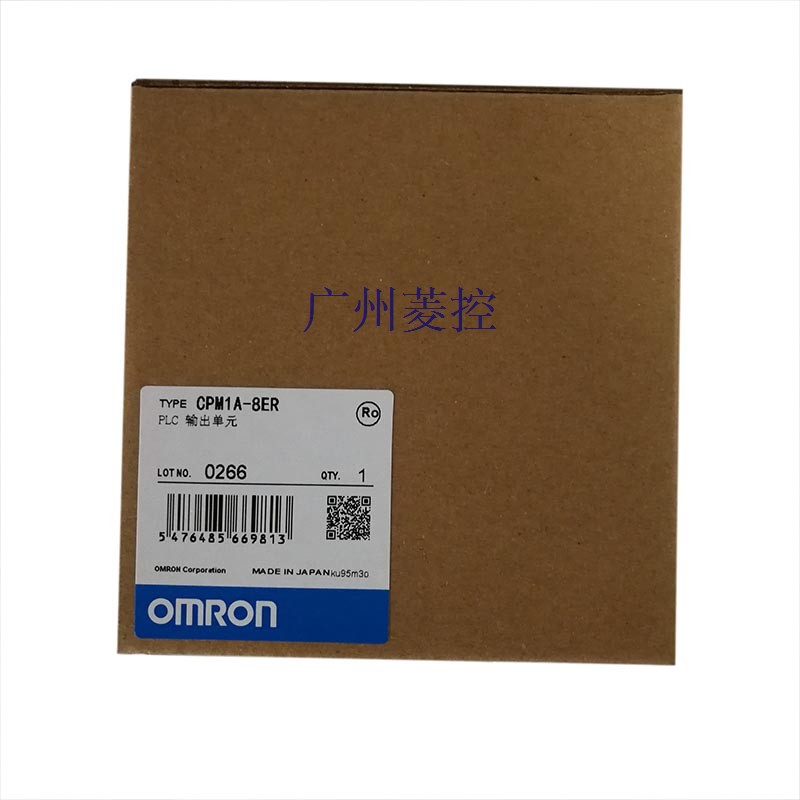 广州菱控
TYPE CPM1A-8ER
Ro
PLC 输出单元
LOT NO. 0266 QTY. 1
5 476485 669813
OMRON Corporation MADE IN JAPAN ku95m3o
OMRON